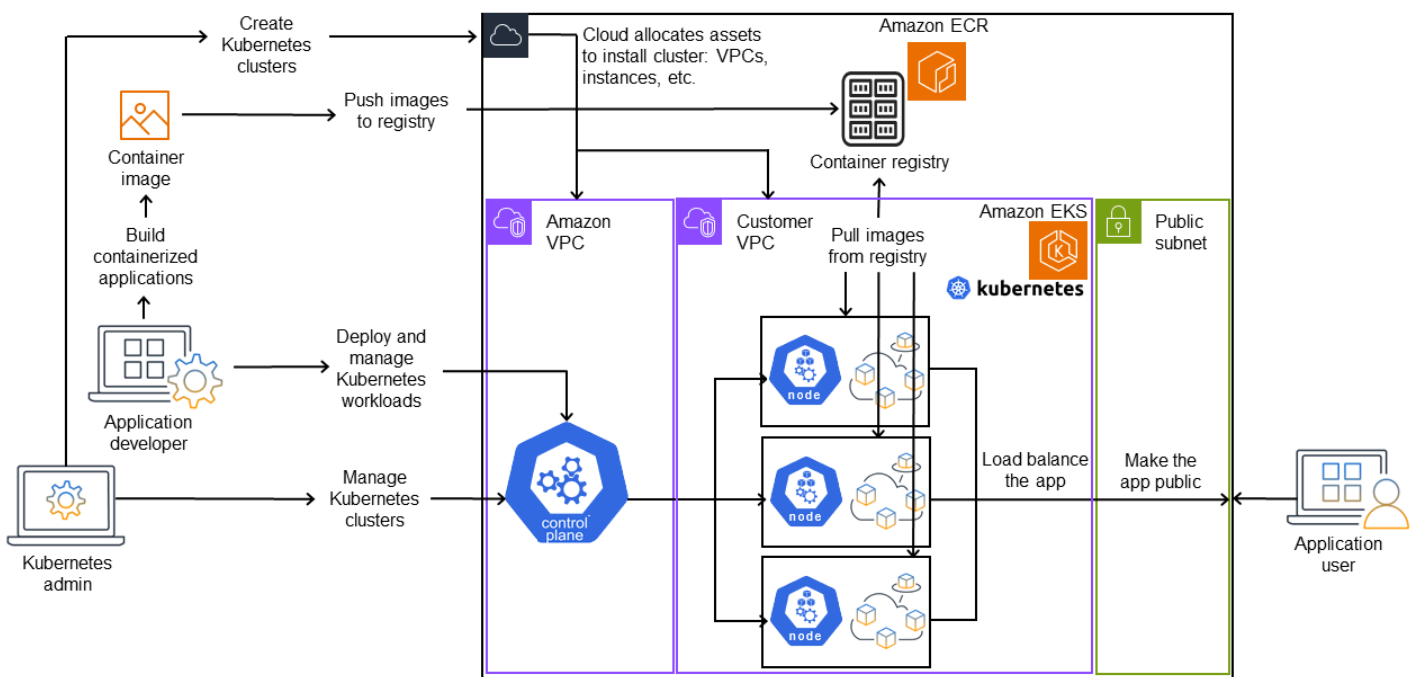 Create
Kubernetes
clusters
Cloud allocates assets
to install cluster: VPCs,
instances, etc.
Amazon ECR
Push images
to registry
Container
image
Container registry
Build
containerized
applications
Amazon
VPC
Customer
VPC
Amazon EKS
K
Public
subnet
Pull images
from registry
kubernetes
Deploy and
manage
Kubernetes
workloads
Application
developer
node
node
node
Manage
Kubernetes
clusters
control
plane
Load balance
the app
Make the
app public
Kubernetes
admin
Application
user